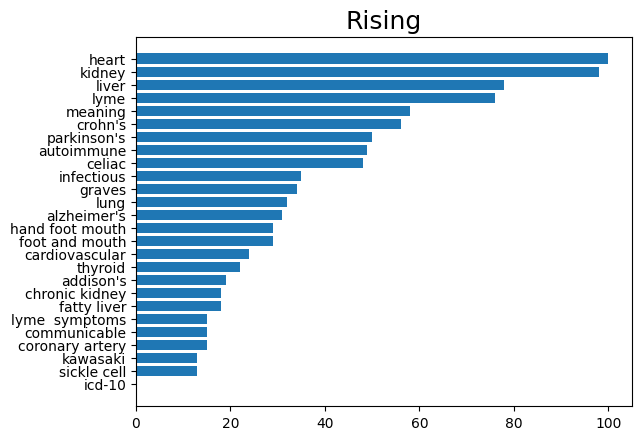 Rising
heart
kidney
liver
lyme
meaning
crohn's
parkinson's
autoimmune
celiac
infectious
graves
lung
alzheimer's
hand foot mouth
foot and mouth
cardiovascular
thyroid
addison's
chronic kidney
fatty liver
lyme  symptoms
communicable
coronary artery
kawasaki
sickle cell
icd-10
0 20 40 60 80 100